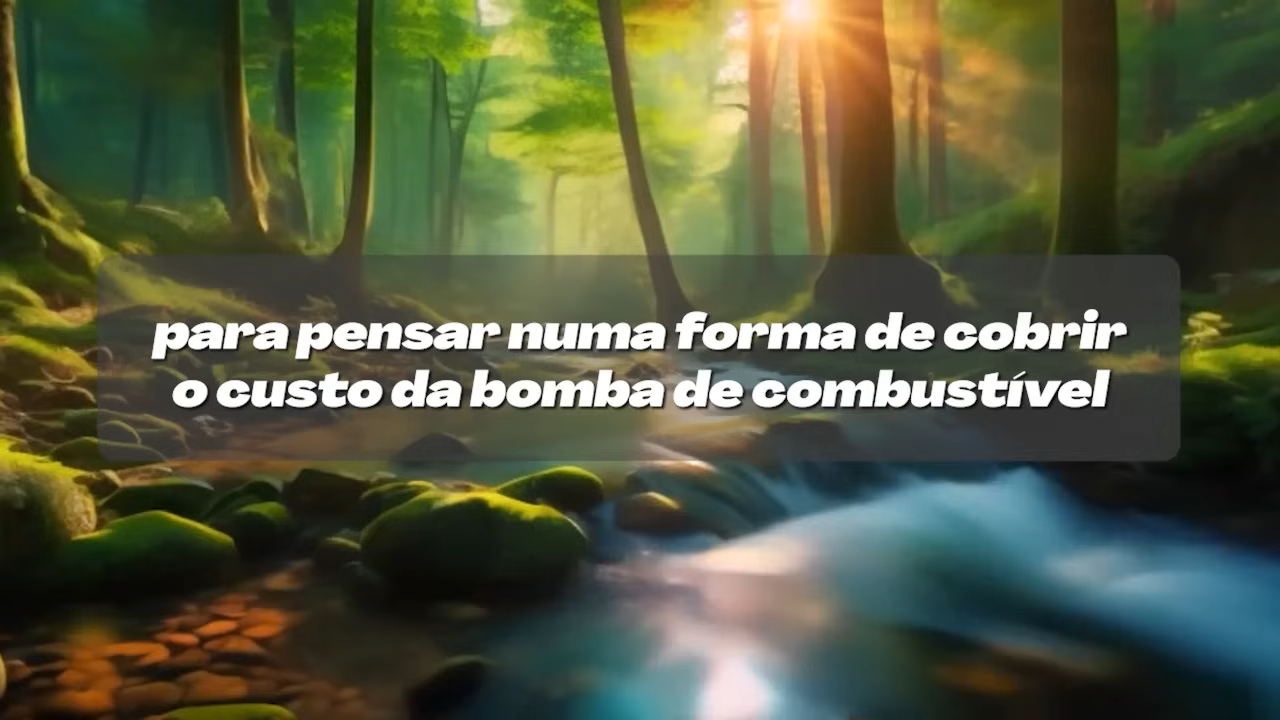 para pensar numa forma de cobrir
o custo da bomba de combustível